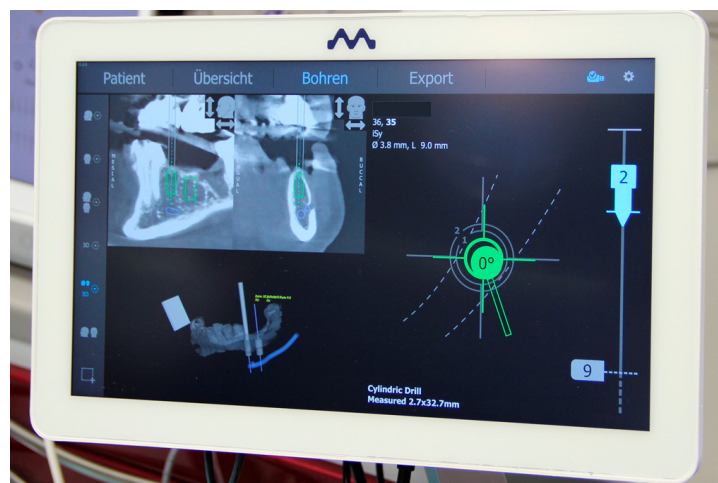 Patient Übersicht Bohren Export
MESIAL
BUCCAL
36, 35
iSy
Ø 3.8 mm, L 9.0 mm
3D
3D
2
1
0°
2
9
Cylindric Drill
Measured 2.7x32.7mm